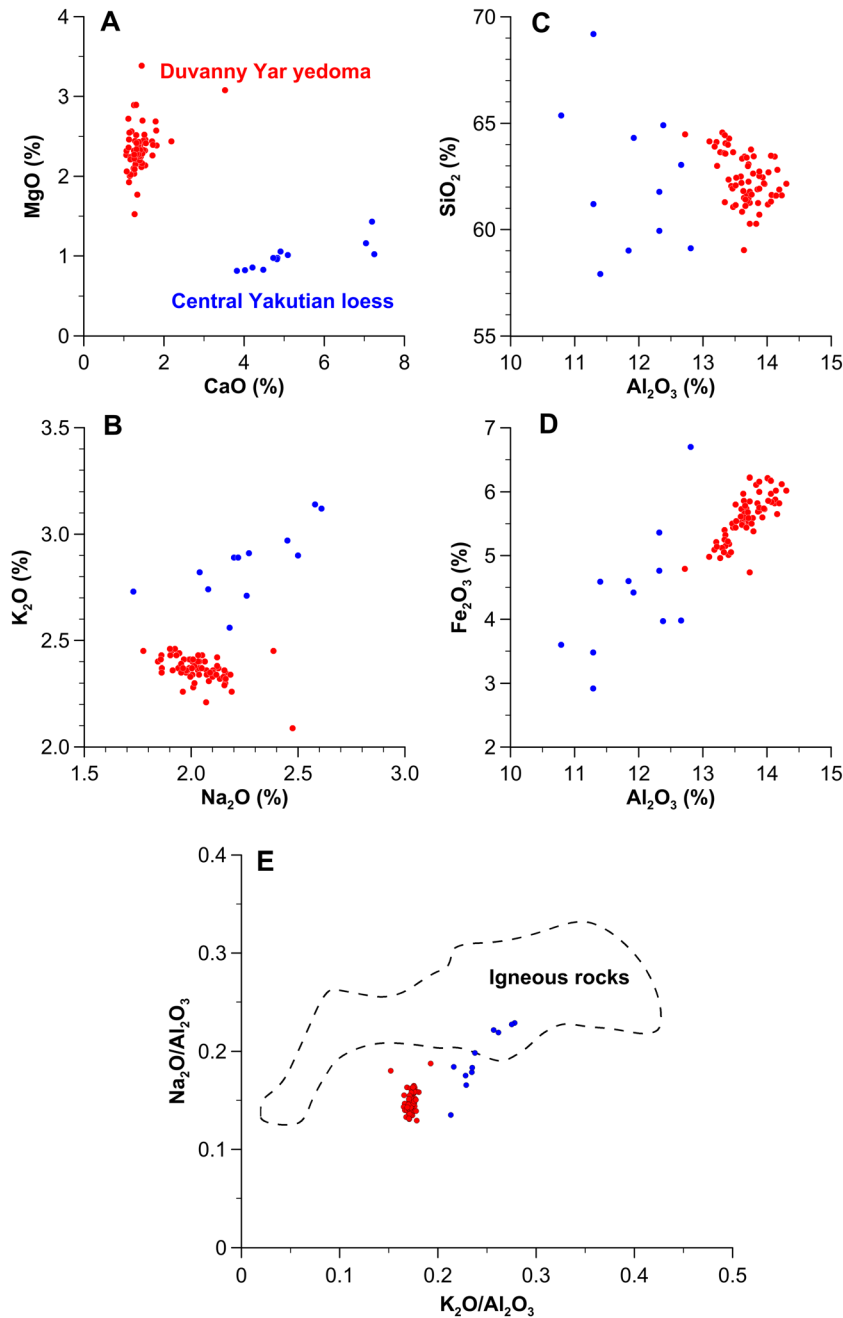 A
4
3
2
1
0
MgO (%)
Duvanny Yar yedoma
Central Yakutian loess
0 2 4 6 8
CaO (%)
C
70
65
60
55
SiO₂ (%)
10 11 12 13 14 15
Al₂O₃ (%)
B
3.5
3.0
2.5
2.0
K₂O (%)
1.5 2.0 2.5 3.0
Na₂O (%)
D
7
6
5
4
3
2
Fe₂O₃ (%)
10 11 12 13 14 15
Al₂O₃ (%)
E
0.4
0.3
0.2
0.1
0
Na₂O/Al₂O₃
Igneous rocks
0 0.1 0.2 0.3 0.4 0.5
K₂O/Al₂O₃